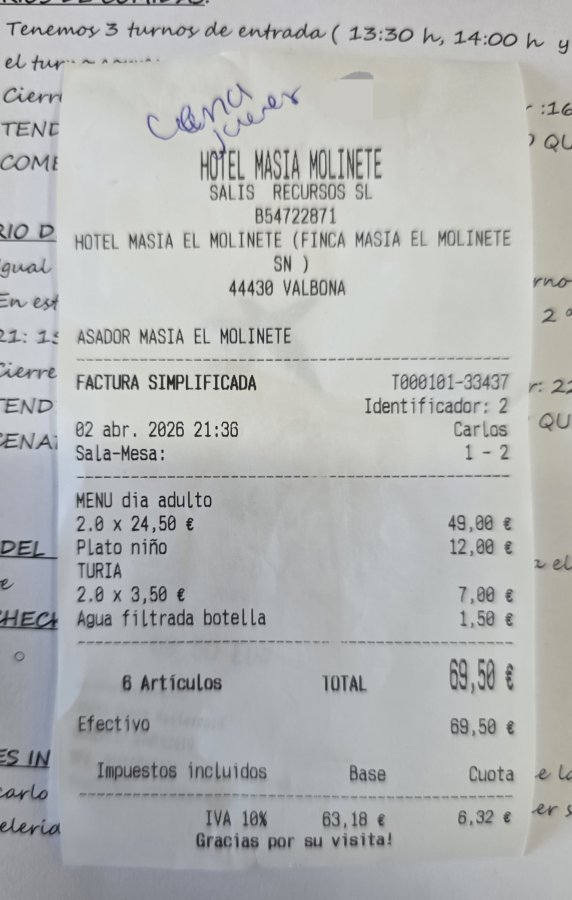 Tenemos 3 turnos de entrada ( 13:30 h, 14:00 h y
el
TEND
COME
cena
jueves
HOTEL MASIA MOLINETE
SALIS RECURSOS SL
B54722871
HOTEL MASIA EL MOLINETE (FINCA MASIA EL MOLINETE
SN )
44430 VALBONA
ASADOR MASIA EL MOLINETE
FACTURA SIMPLIFICADA T000101-33437
Identificador: 2
02 abr. 2026 21:36 Carlos
Sala-Mesa: 1 - 2
MENU dia adulto
2.0 x 24,50 € 49,00 €
Plato niño 12,00 €
TURIA
2.0 x 3,50 € 7,00 €
Agua filtrada botella 1,50 €
6 Artículos TOTAL 69,50 €
Efectivo 69,50 €
Impuestos incluidos Base Cuota
IVA 10% 63,18 € 6,32 €
Gracias por su visita!